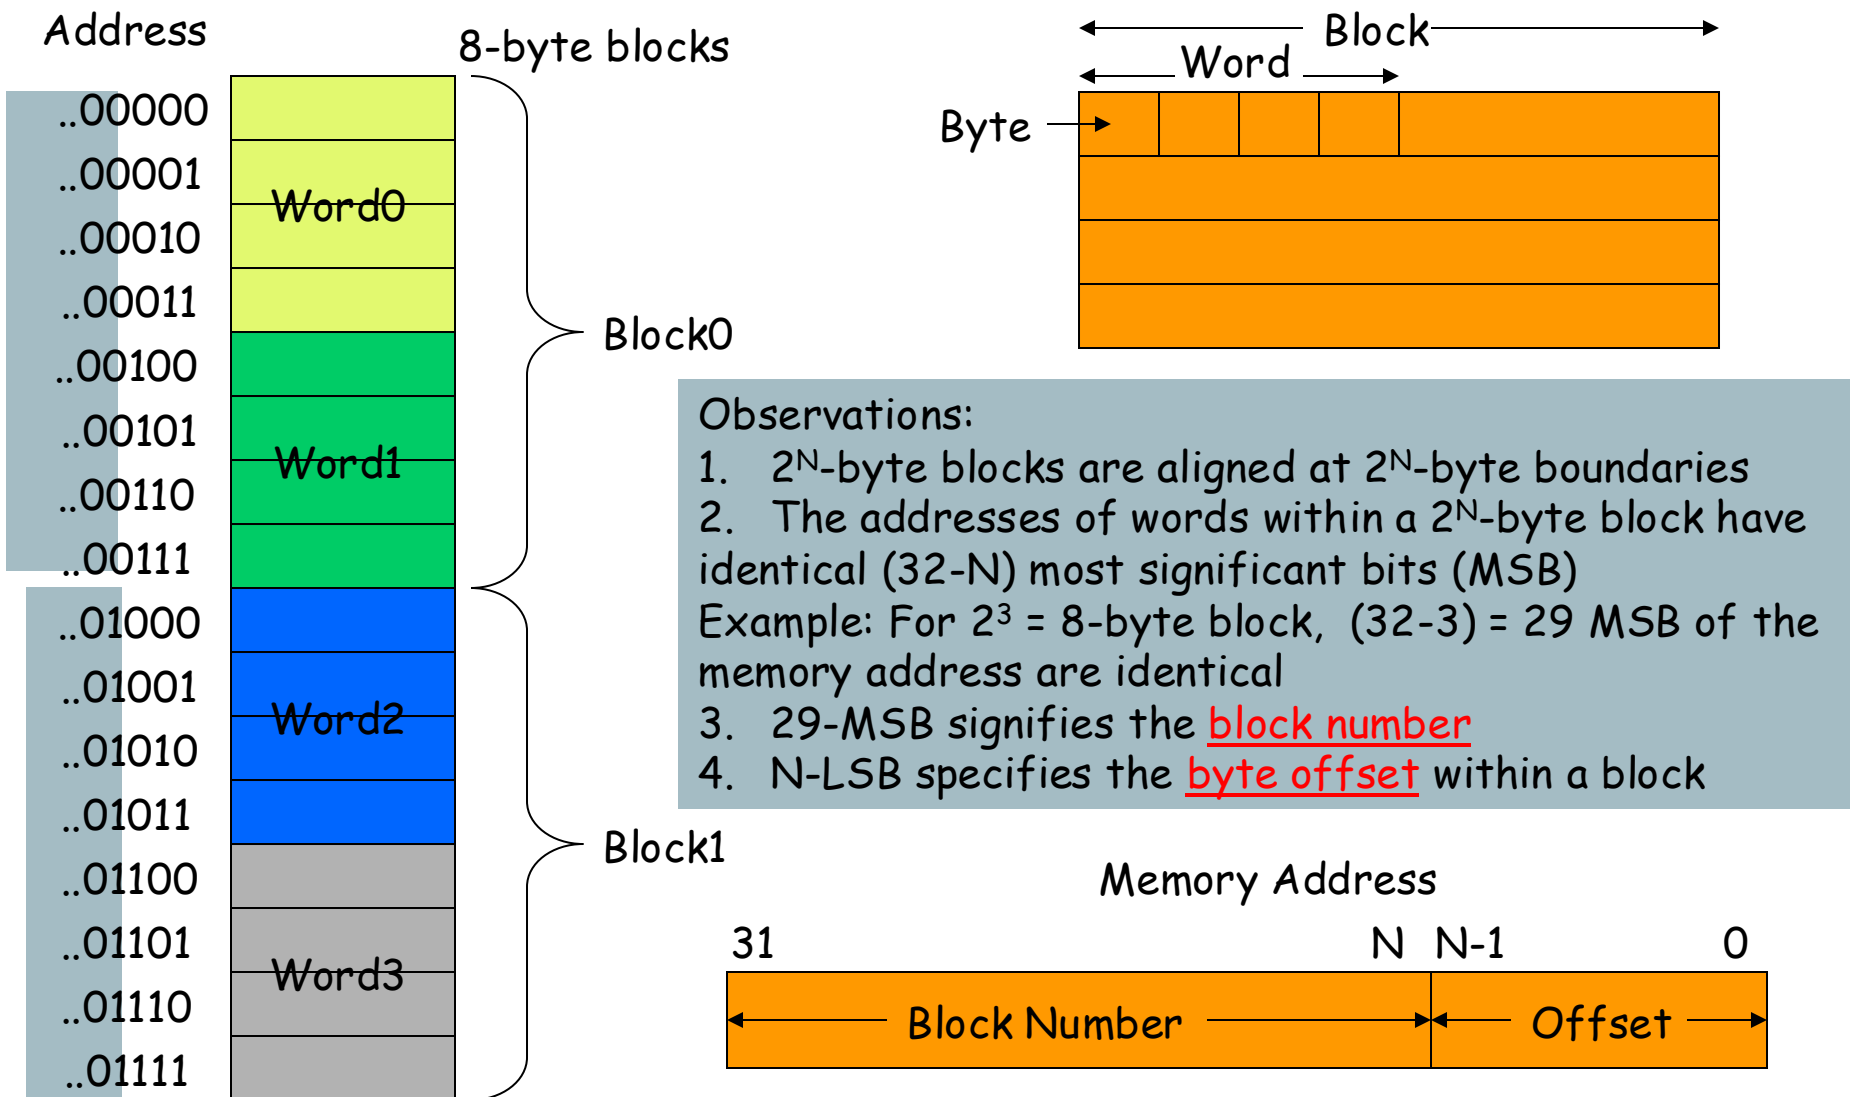 Address
8-byte blocks
..00000
..00001
..00010
..00011
..00100
..00101
..00110
..00111
..01000
..01001
..01010
..01011
..01100
..01101
..01110
..01111
Word0
Word1
Word2
Word3
Block0
Block1
Block
Word
Byte
Observations:
1. 2ᴺ-byte blocks are aligned at 2ᴺ-byte boundaries
2. The addresses of words within a 2ᴺ-byte block have
identical (32-N) most significant bits (MSB)
Example: For 2³ = 8-byte block, (32-3) = 29 MSB of the
memory address are identical
3. 29-MSB signifies the block number
4. N-LSB specifies the byte offset within a block
Memory Address
31 N N-1 0
Block Number Offset